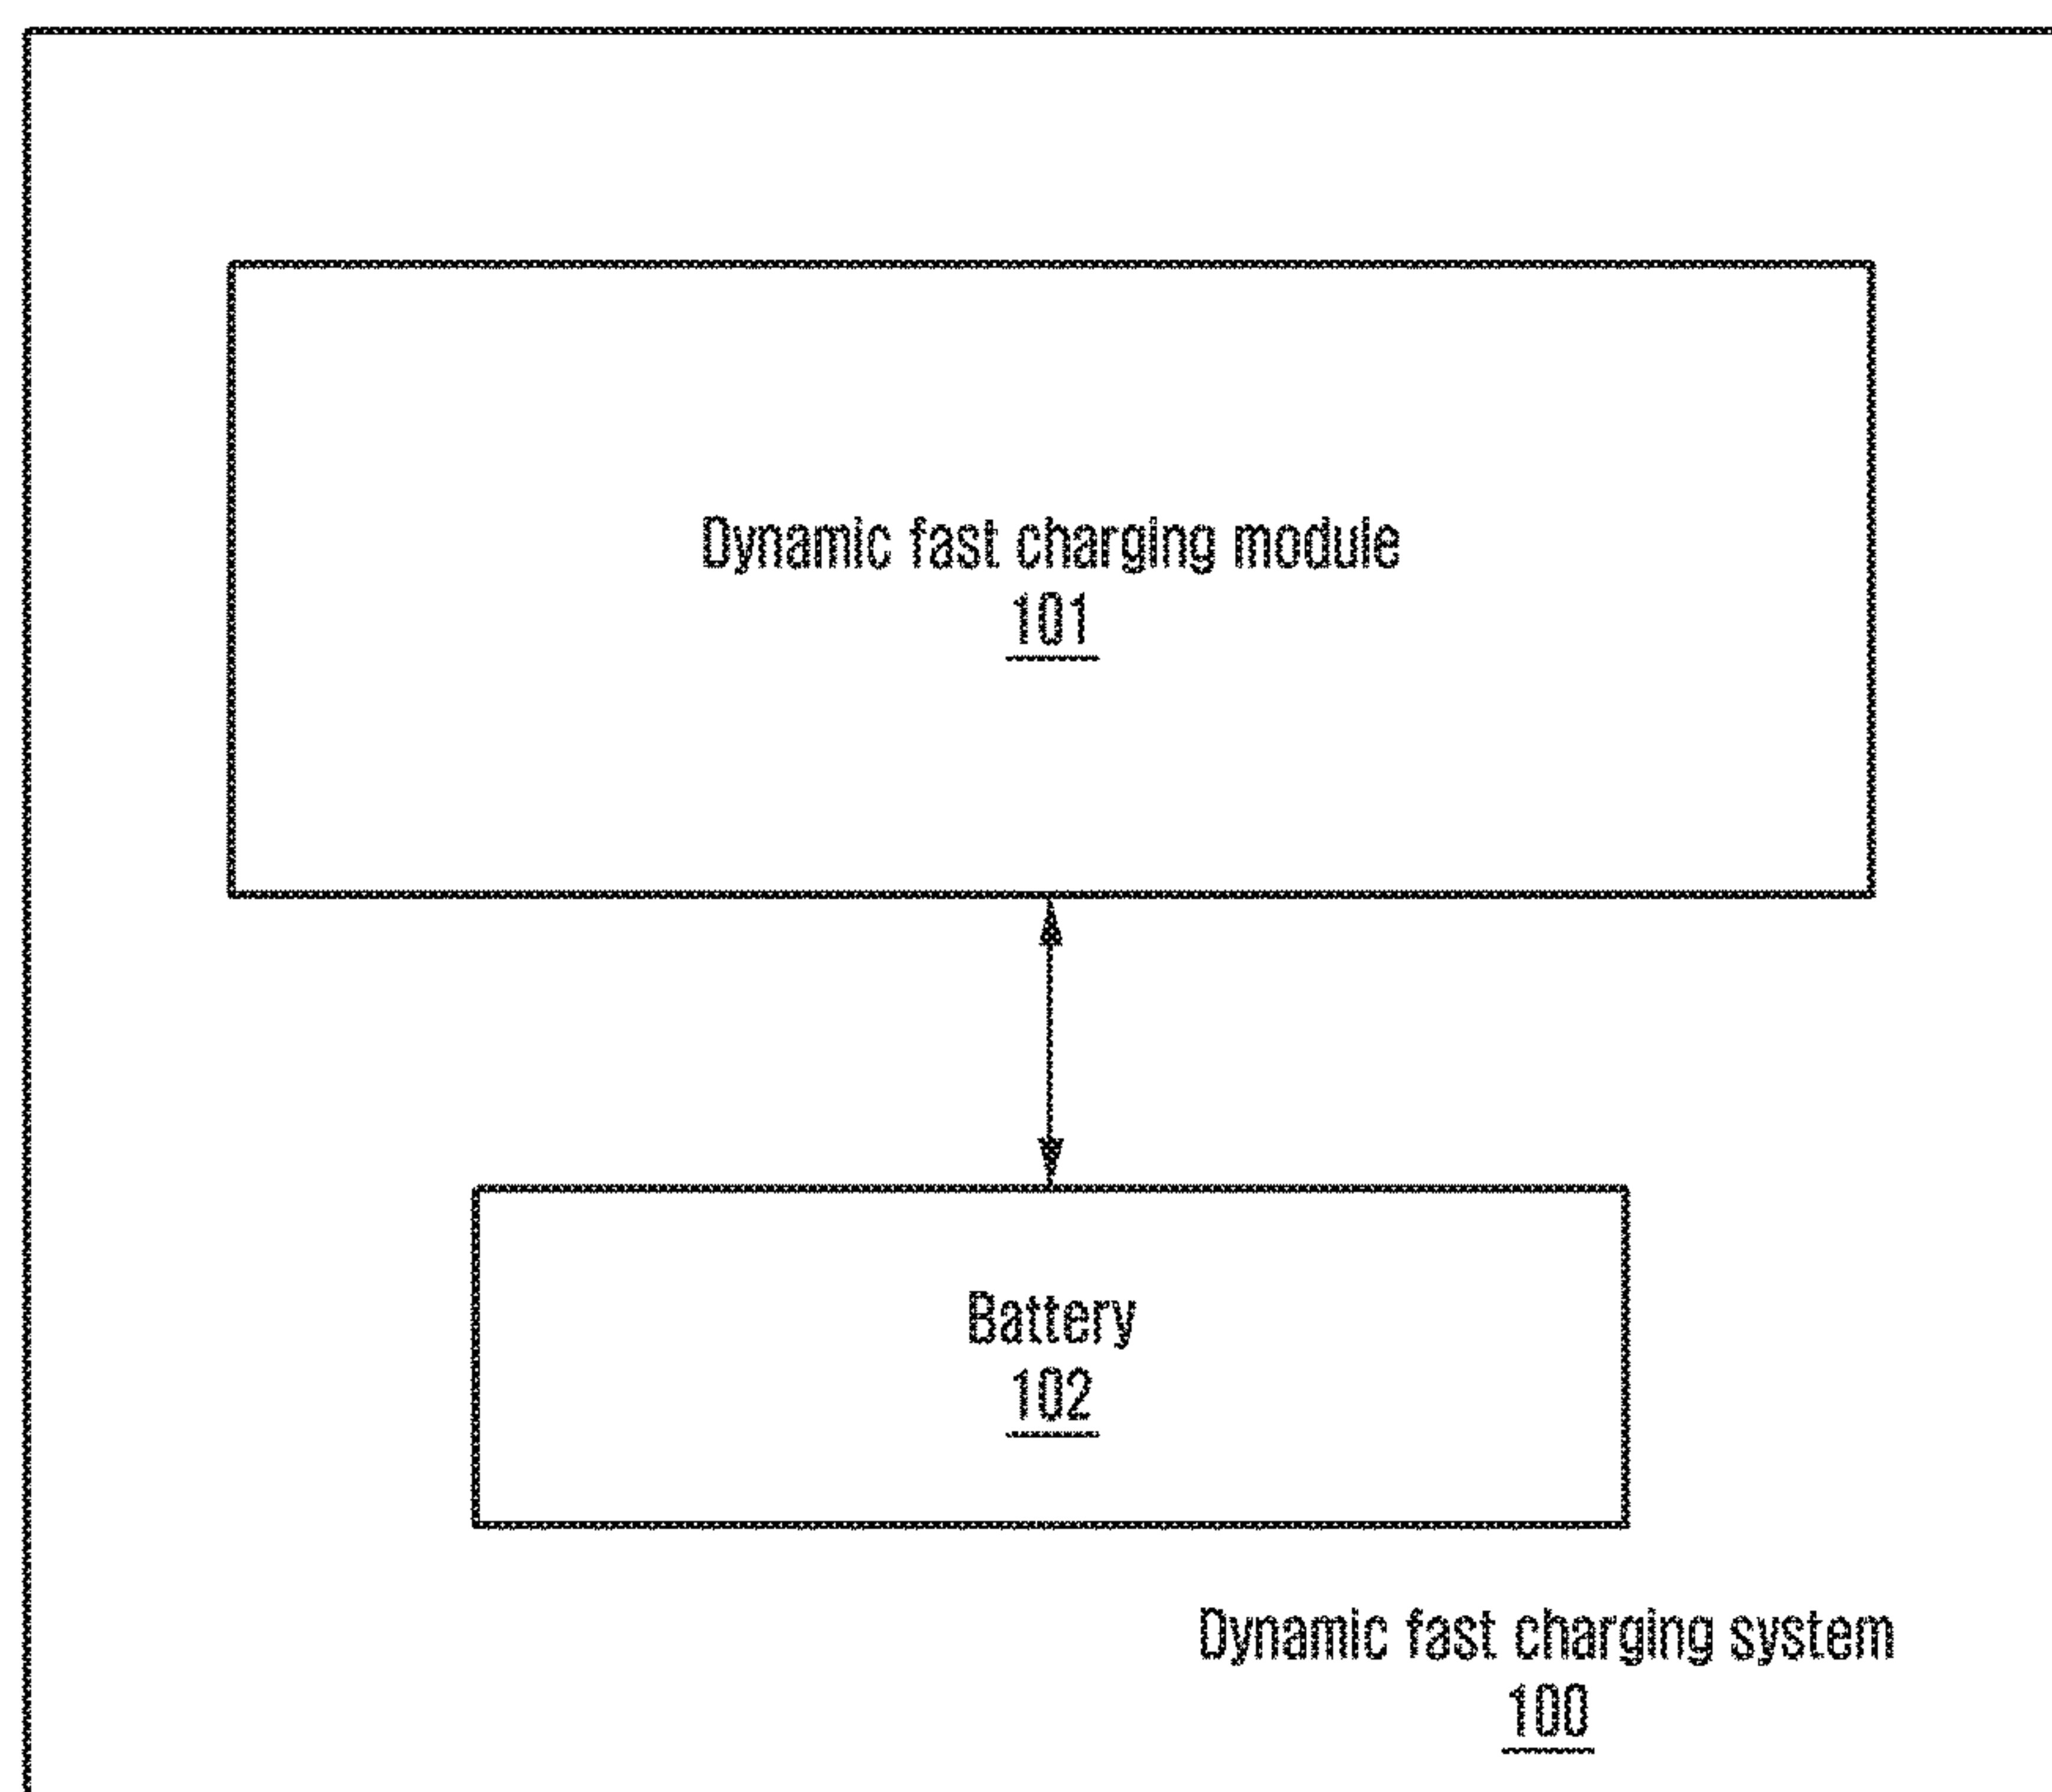 Dynamic fast charging module
101
Battery
102
Dynamic fast charging system
100